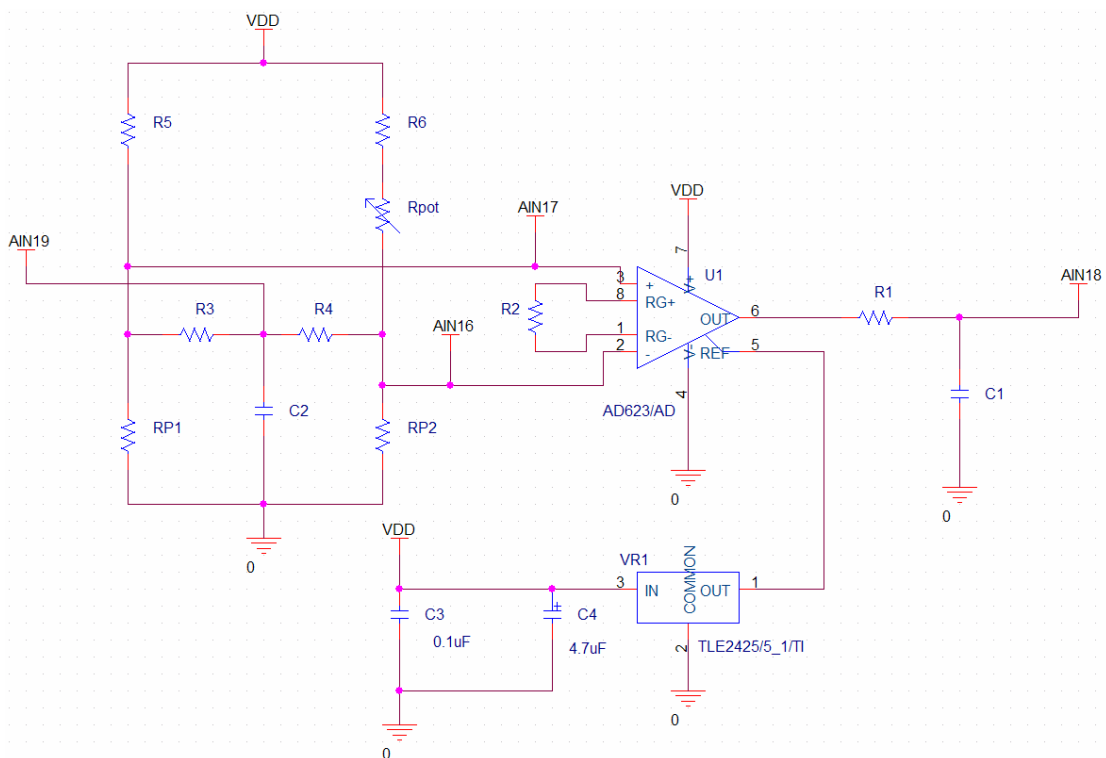 VDD
R5
R6
Rpot
VDD
AIN17
AIN19
7
3
U1
+
V+
AIN18
8
RG+
R2
R3
R4
R1
OUT
6
AIN16
1
RG-
2
-
V-
REF
5
4
C1
AD623/AD
RP1
C2
RP2
0
0
0
VDD
VR1
3
IN
COMMON
OUT
1
C3
0.1uF
+
C4
4.7uF
2
TLE2425/5_1/TI
0
0